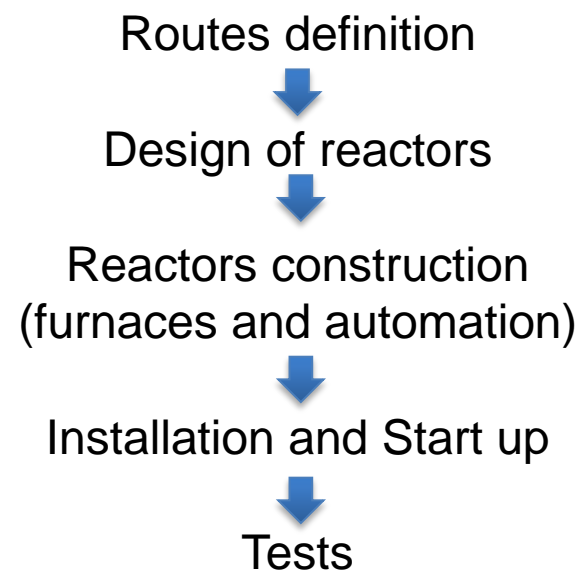 Routes definition
Design of reactors
Reactors construction
(furnaces and automation)
Installation and Start up
Tests